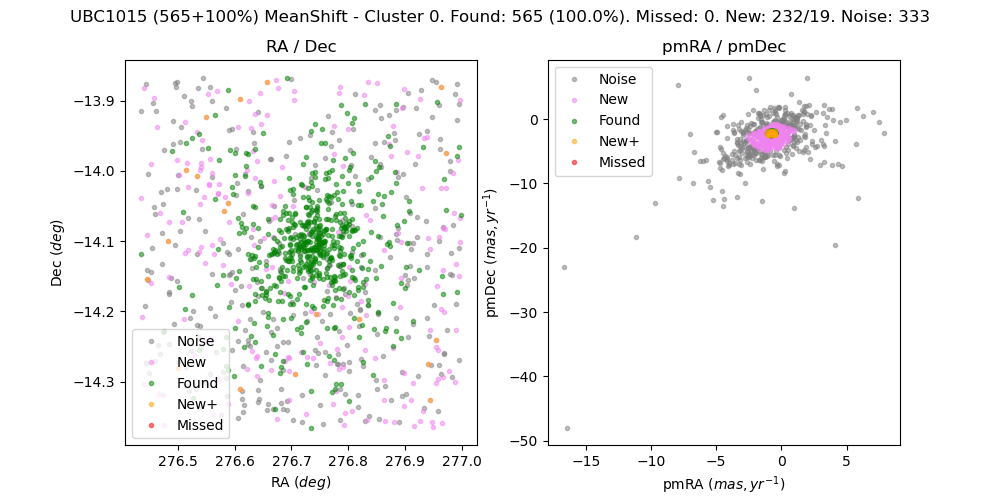 UBC1015 (565+100%) MeanShift - Cluster 0. Found: 565 (100.0%). Missed: 0. New: 232/19. Noise: 333
RA / Dec
−13.9
−14.0
−14.1
−14.2
−14.3
Dec (deg)
Noise
New
Found
New+
Missed
276.5 276.6 276.7 276.8 276.9 277.0
RA (deg)
pmRA / pmDec
Noise
New
Found
New+
Missed
0
−10
−20
−30
−40
−50
pmDec (mas, yr⁻¹)
−15 −10 −5 0 5
pmRA (mas, yr⁻¹)